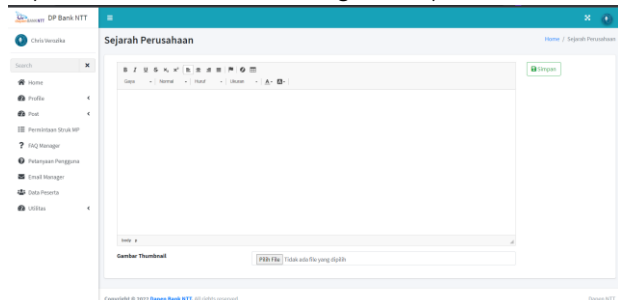 DP Bank NTT
Chris Nenzalka
Sejarah Perusahaan
Home / Sejarah Perusahaan
Search
Home
Profile
Post
Permintaan Struk MP
FAQ Manager
Pertanyaan Pengguna
Email Manager
Data Peserta
Utilitas
Simpan
Gaya
Normal
Huruf
Ukuran
body p
Gambar Thumbnail
Pilih File Tidak ada file yang dipilih
Copyright © 2022 Dapen Bank NTT. All rights reserved.
Dapen NTT